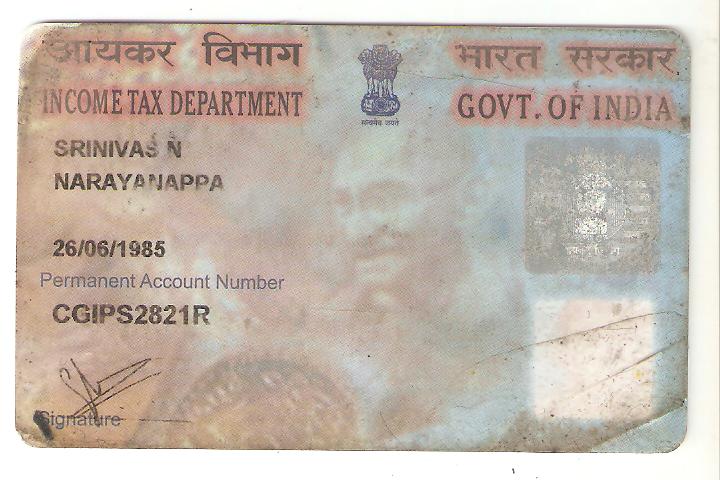 आयकर विभाग
INCOME TAX DEPARTMENT
भारत सरकार
GOVT. OF INDIA
सत्यमेव जयते
SRINIVAS N
NARAYANAPPA
26/06/1985
Permanent Account Number
CGIPS2821R
Signature